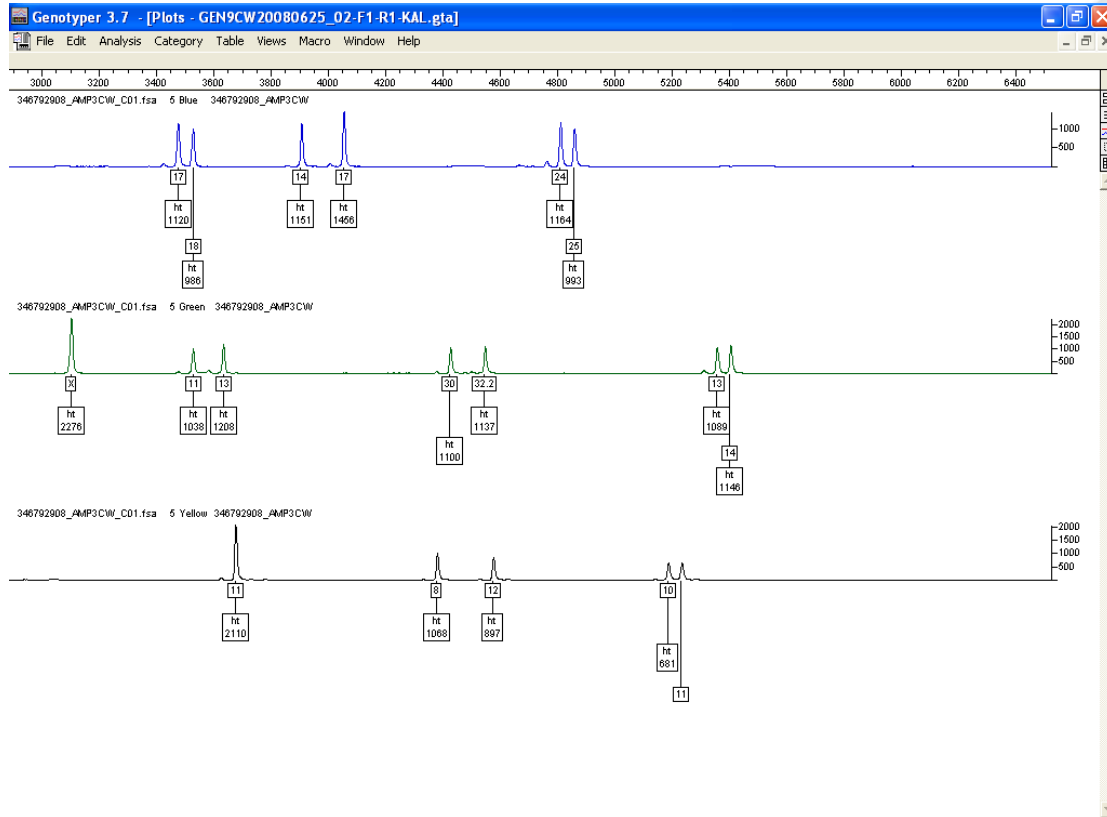 Genotyper 3.7 - [Plots - GEN9CW20080625_02-F1-R1-KAL.gta]
File Edit Analysis Category Table Views Macro Window Help
3000 3200 3400 3600 3800 4000 4200 4400 4600 4800 5000 5200 5400 5600 5800 6000 6200 6400
346792908_AMP3CW_C01.fsa 5 Blue 346792908_AMP3CW
1000
500
17 14 17 24
ht ht ht ht
1120 1151 1456 1164
18 25
ht ht
986 993
346792908_AMP3CW_C01.fsa 5 Green 346792908_AMP3CW
2000
1500
1000
500
X 11 13 30 32.2 13
ht ht ht ht ht
2276 1038 1208 1137 1089
ht
1100
14
ht
1146
346792908_AMP3CW_C01.fsa 5 Yellow 346792908_AMP3CW
2000
1500
1000
500
11 8 12 10
ht ht ht
2110 1068 897
ht
681
11